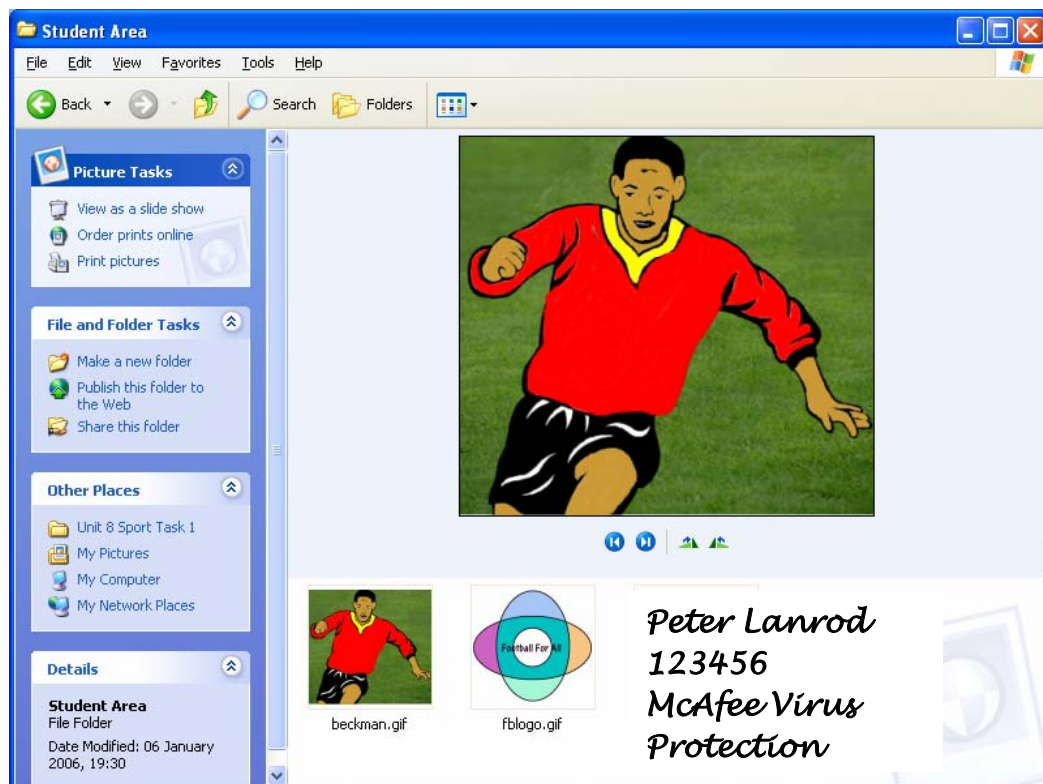 Student Area
File Edit View Favorites Tools Help
Back Search Folders
Picture Tasks
View as a slide show
Order prints online
Print pictures
File and Folder Tasks
Make a new folder
Publish this folder to
the Web
Share this folder
Other Places
Unit 8 Sport Task 1
My Pictures
My Computer
My Network Places
Details
Student Area
File Folder
Date Modified: 06 January
2006, 19:30
Football For All
beckman.gif
fblogo.gif
Peter Lanrod
123456
McAfee Virus
Protection